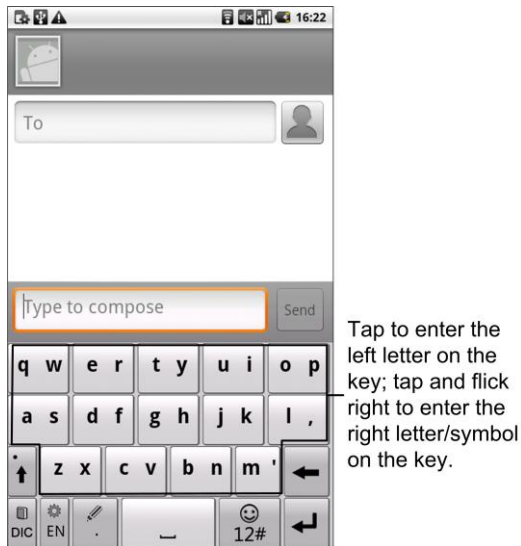 16:22
To
Type to compose
Send
q w e r t y u i o p
a s d f g h j k l ,
z x c v b n m '
DIC EN . 12#
Tap to enter the
left letter on the
key; tap and flick
right to enter the
right letter/symbol
on the key.